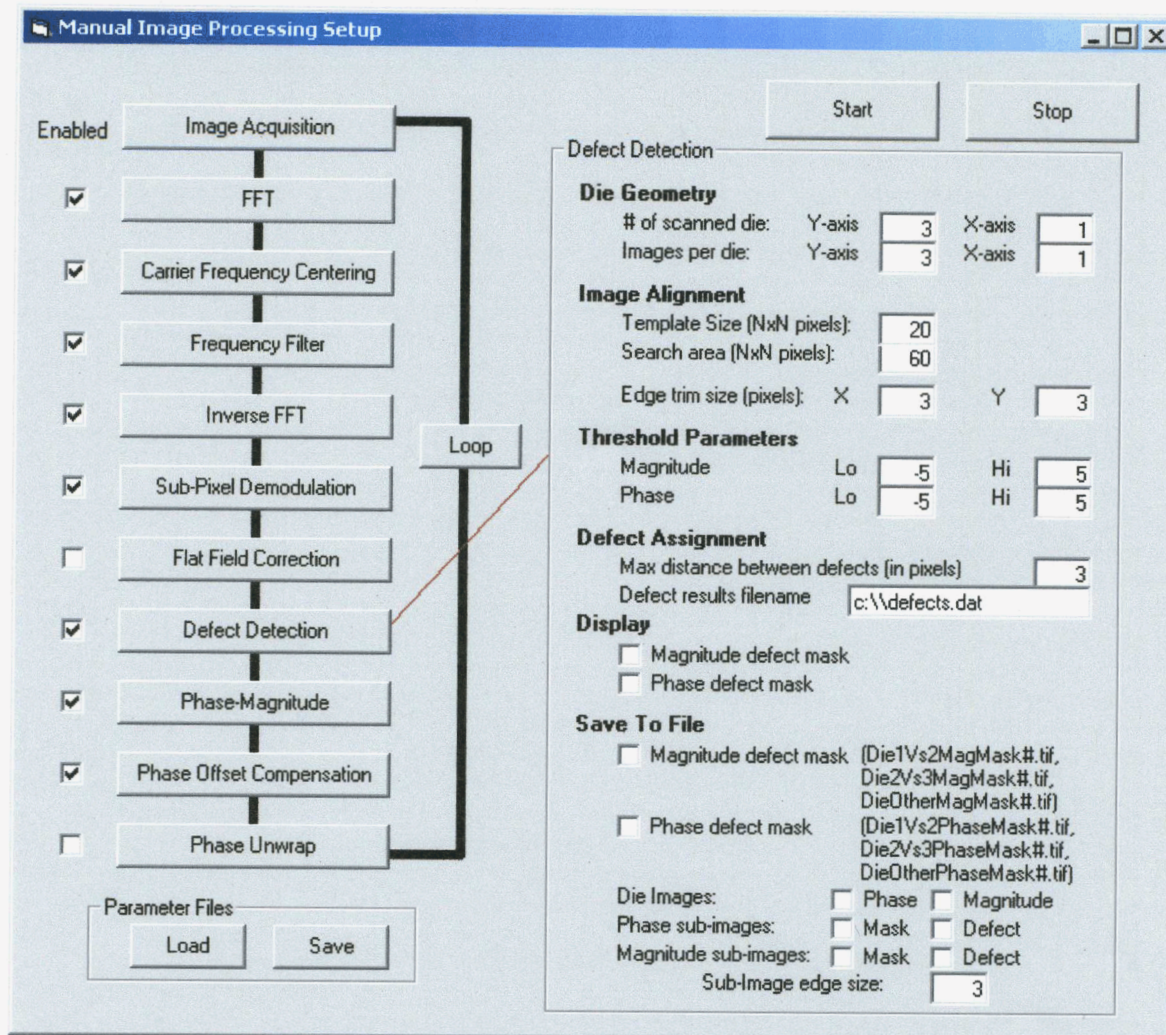 Manual Image Processing Setup
Enabled
Image Acquisition
FFT
Carrier Frequency Centering
Frequency Filter
Inverse FFT
Sub-Pixel Demodulation
Flat Field Correction
Defect Detection
Phase-Magnitude
Phase Offset Compensation
Phase Unwrap
Loop
Parameter Files
Load Save
Start Stop
Defect Detection
Die Geometry
# of scanned die: Y-axis 3 X-axis 1
Images per die: Y-axis 3 X-axis 1
Image Alignment
Template Size (NxN pixels): 20
Search area (NxN pixels): 60
Edge trim size (pixels): X 3 Y 3
Threshold Parameters
Magnitude Lo -5 Hi 5
Phase Lo -5 Hi 5
Defect Assignment
Max distance between defects (in pixels) 3
Defect results filename c:\\defects.dat
Display
Magnitude defect mask
Phase defect mask
Save To File
Magnitude defect mask (Die1Vs2MagMask#.tif,
Die2Vs3MagMask#.tif,
DieOtherMagMask#.tif)
Phase defect mask (Die1Vs2PhaseMask#.tif,
Die2Vs3PhaseMask#.tif,
DieOtherPhaseMask#.tif)
Die Images: Phase Magnitude
Phase sub-images: Mask Defect
Magnitude sub-images: Mask Defect
Sub-Image edge size: 3